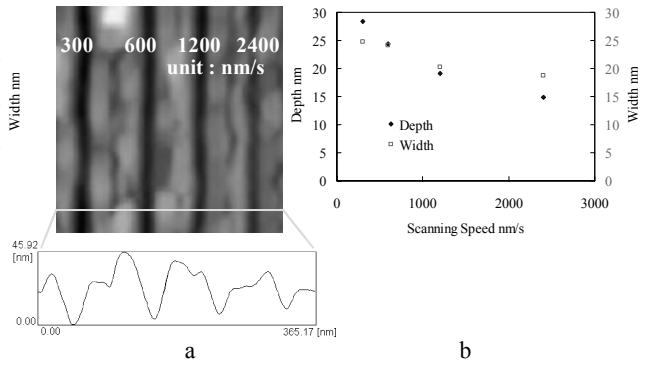 Width nm
300 600 1200 2400
unit : nm/s
45.92
[nm]
0.00
0.00 365.17 [nm]
a
30
25
20
15
10
5
0
Depth nm
Depth
Width
30
25
20
15
10
5
0
Width nm
0 1000 2000 3000
Scanning Speed nm/s
b